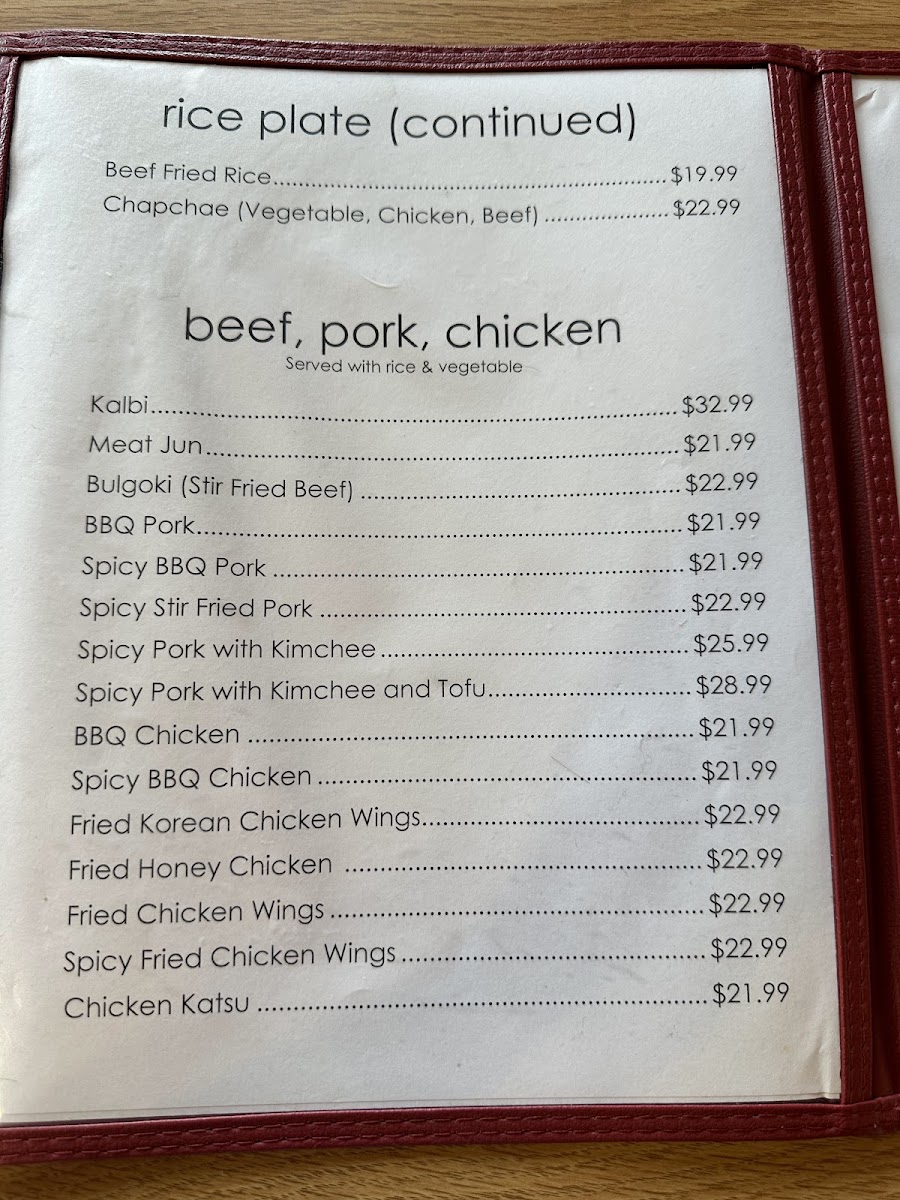 rice plate (continued)
Beef Fried Rice.......................................................$19.99
Chapchae (Vegetable, Chicken, Beef) .....................$22.99
beef, pork, chicken
Served with rice & vegetable
Kalbi.............................................................................$32.99
Meat Jun.....................................................................$21.99
Bulgoki (Stir Fried Beef) ..............................................$22.99
BBQ Pork......................................................................$21.99
Spicy BBQ Pork ...........................................................$21.99
Spicy Stir Fried Pork .....................................................$22.99
Spicy Pork with Kimchee.............................................$25.99
Spicy Pork with Kimchee and Tofu.............................$28.99
BBQ Chicken ...............................................................$21.99
Spicy BBQ Chicken ......................................................$21.99
Fried Korean Chicken Wings.......................................$22.99
Fried Honey Chicken ..................................................$22.99
Fried Chicken Wings ....................................................$22.99
Spicy Fried Chicken Wings ..........................................$22.99
Chicken Katsu ..............................................................$21.99